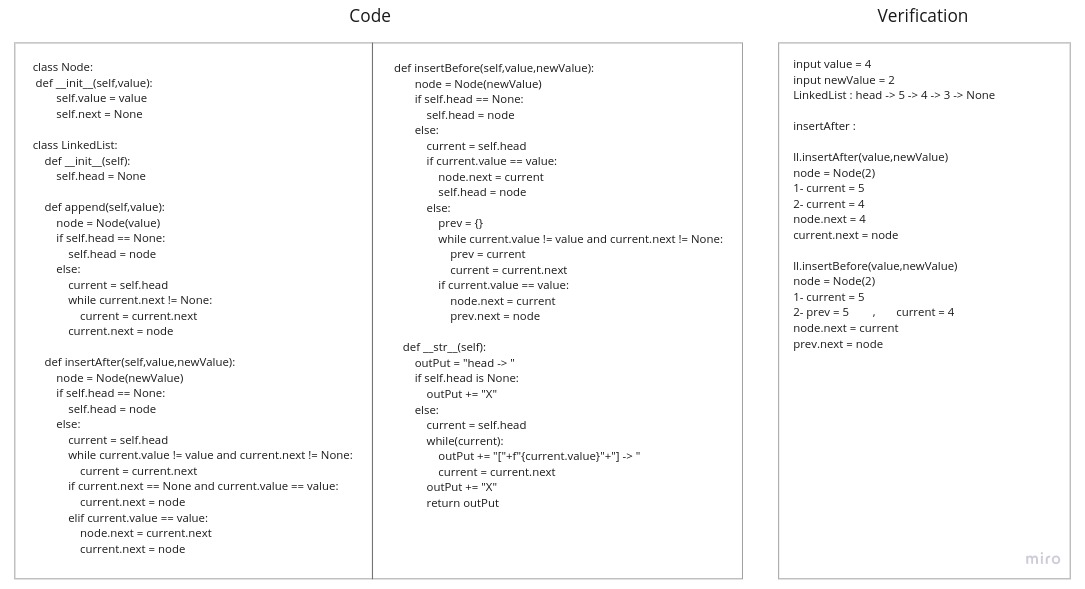 Code
class Node:
def __init__(self,value):
self.value = value
self.next = None
class LinkedList:
def __init__(self):
self.head = None
def append(self,value):
node = Node(value)
if self.head == None:
self.head = node
else:
current = self.head
while current.next != None:
current = current.next
current.next = node
def insertAfter(self,value,newValue):
node = Node(newValue)
if self.head == None:
self.head = node
else:
current = self.head
while current.value != value and current.next != None:
current = current.next
if current.next == None and current.value == value:
current.next = node
elif current.value == value:
node.next = current.next
current.next = node
def insertBefore(self,value,newValue):
node = Node(newValue)
if self.head == None:
self.head = node
else:
current = self.head
if current.value == value:
node.next = current
self.head = node
else:
prev = {}
while current.value != value and current.next != None:
prev = current
current = current.next
if current.value == value:
node.next = current
prev.next = node
def __str__(self):
outPut = "head -> "
if self.head is None:
outPut += "X"
else:
current = self.head
while(current):
outPut += "["+f"{current.value}"+"] -> "
current = current.next
outPut += "X"
return outPut
Verification
input value = 4
input newValue = 2
LinkedList : head -> 5 -> 4 -> 3 -> None
insertAfter :
ll.insertAfter(value,newValue)
node = Node(2)
1- current = 5
2- current = 4
node.next = 4
current.next = node
ll.insertBefore(value,newValue)
node = Node(2)
1- current = 5
2- prev = 5 , current = 4
node.next = current
prev.next = node
miro